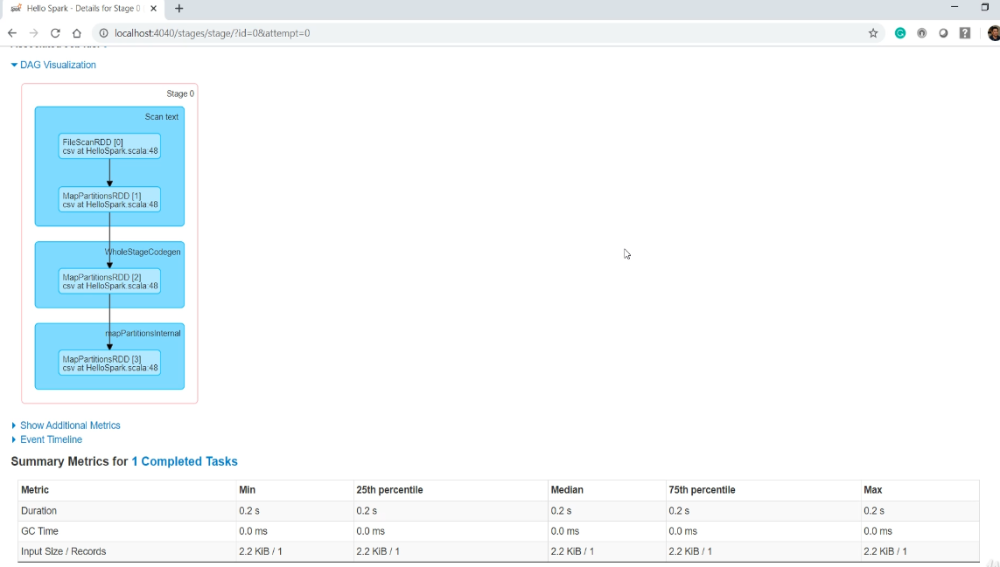 Hello Spark - Details for Stage 0
localhost:4040/stages/stage/?id=0&attempt=0
DAG Visualization
Stage 0
Scan text
FileScanRDD [0]
csv at HelloSpark.scala:48
MapPartitionsRDD [1]
csv at HelloSpark.scala:48
WholeStageCodegen
MapPartitionsRDD [2]
csv at HelloSpark.scala:48
mapPartitionsInternal
MapPartitionsRDD [3]
csv at HelloSpark.scala:48
Show Additional Metrics
Event Timeline
Summary Metrics for 1 Completed Tasks
Metric Min 25th percentile Median 75th percentile Max
Duration 0.2 s 0.2 s 0.2 s 0.2 s 0.2 s
GC Time 0.0 ms 0.0 ms 0.0 ms 0.0 ms 0.0 ms
Input Size / Records 2.2 KiB / 1 2.2 KiB / 1 2.2 KiB / 1 2.2 KiB / 1 2.2 KiB / 1